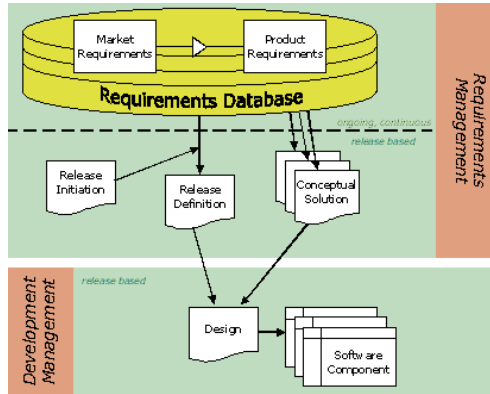 Market
Requirements
Product
Requirements
Requirements Database
ongoing, continuous
release based
Release
Initiation
Release
Definition
Conceptual
Solution
Requirements
Management
Development
Management
release based
Design
Software
Component